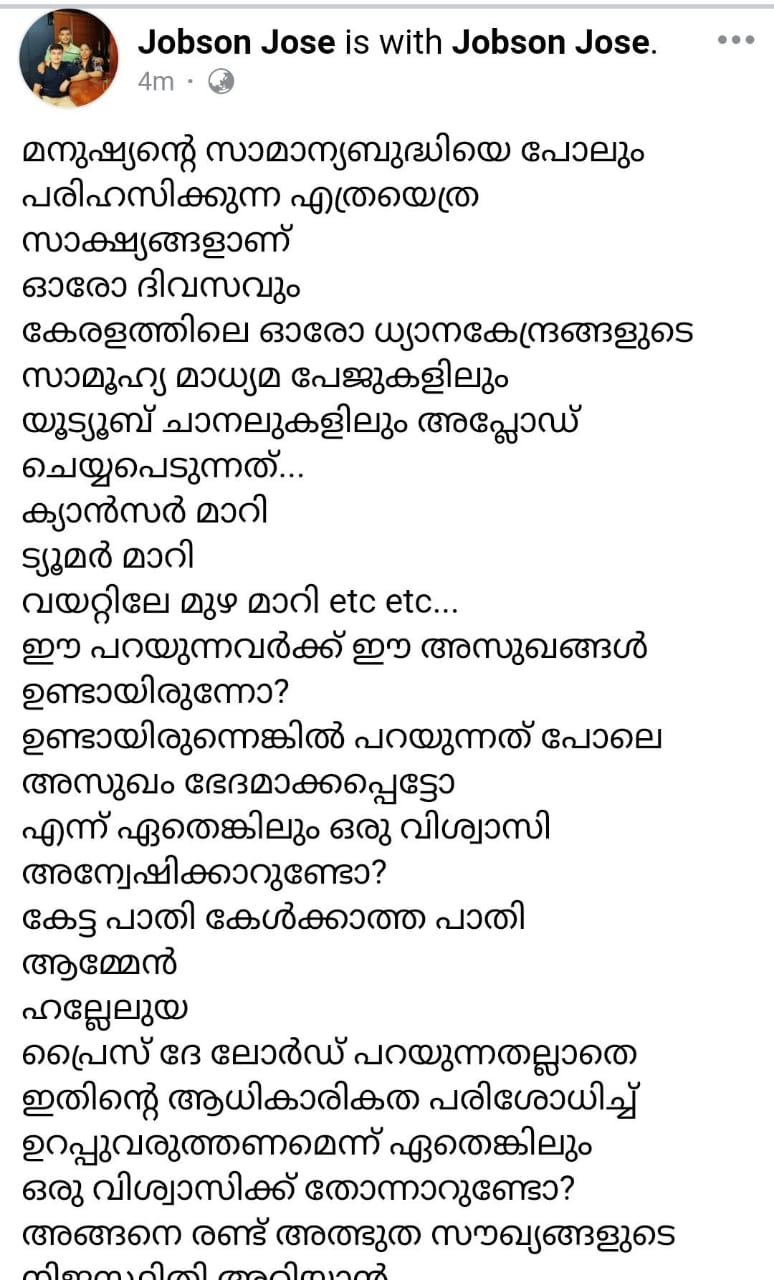 Jobson Jose is with Jobson Jose.
4m ·
മനുഷ്യന്റെ സാമാന്യബുദ്ധിയെ പോലും
പരിഹസിക്കുന്ന എത്രയെത്ര
സാക്ഷ്യങ്ങളാണ്
ഓരോ ദിവസവും
കേരളത്തിലെ ഓരോ ധ്യാനകേന്ദ്രങ്ങളുടെ
സാമൂഹ്യ മാധ്യമ പേജുകളിലും
യൂട്യൂബ് ചാനലുകളിലും അപ്ലോഡ്
ചെയ്യപെടുന്നത്...
ക്യാൻസർ മാറി
ട്യൂമർ മാറി
വയറ്റിലേ മുഴ മാറി etc etc...
ഈ പറയുന്നവർക്ക് ഈ അസുഖങ്ങൾ
ഉണ്ടായിരുന്നോ?
ഉണ്ടായിരുന്നെങ്കിൽ പറയുന്നത് പോലെ
അസുഖം ഭേദമാക്കപ്പെട്ടോ
എന്ന് ഏതെങ്കിലും ഒരു വിശ്വാസി
അന്വേഷിക്കാറുണ്ടോ?
കേട്ട പാതി കേൾക്കാത്ത പാതി
ആമ്മേൻ
ഹല്ലേലുയ
പ്രൈസ് ദേ ലോർഡ് പറയുന്നതല്ലാതെ
ഇതിന്റെ ആധികാരികത പരിശോധിച്ച്
ഉറപ്പുവരുത്തണമെന്ന് ഏതെങ്കിലും
ഒരു വിശ്വാസിക്ക് തോന്നാറുണ്ടോ?
അങ്ങനെ രണ്ട് അത്ഭുത സൗഖ്യങ്ങളുടെ
നിജസ്ഥിതി അറിയാൻ